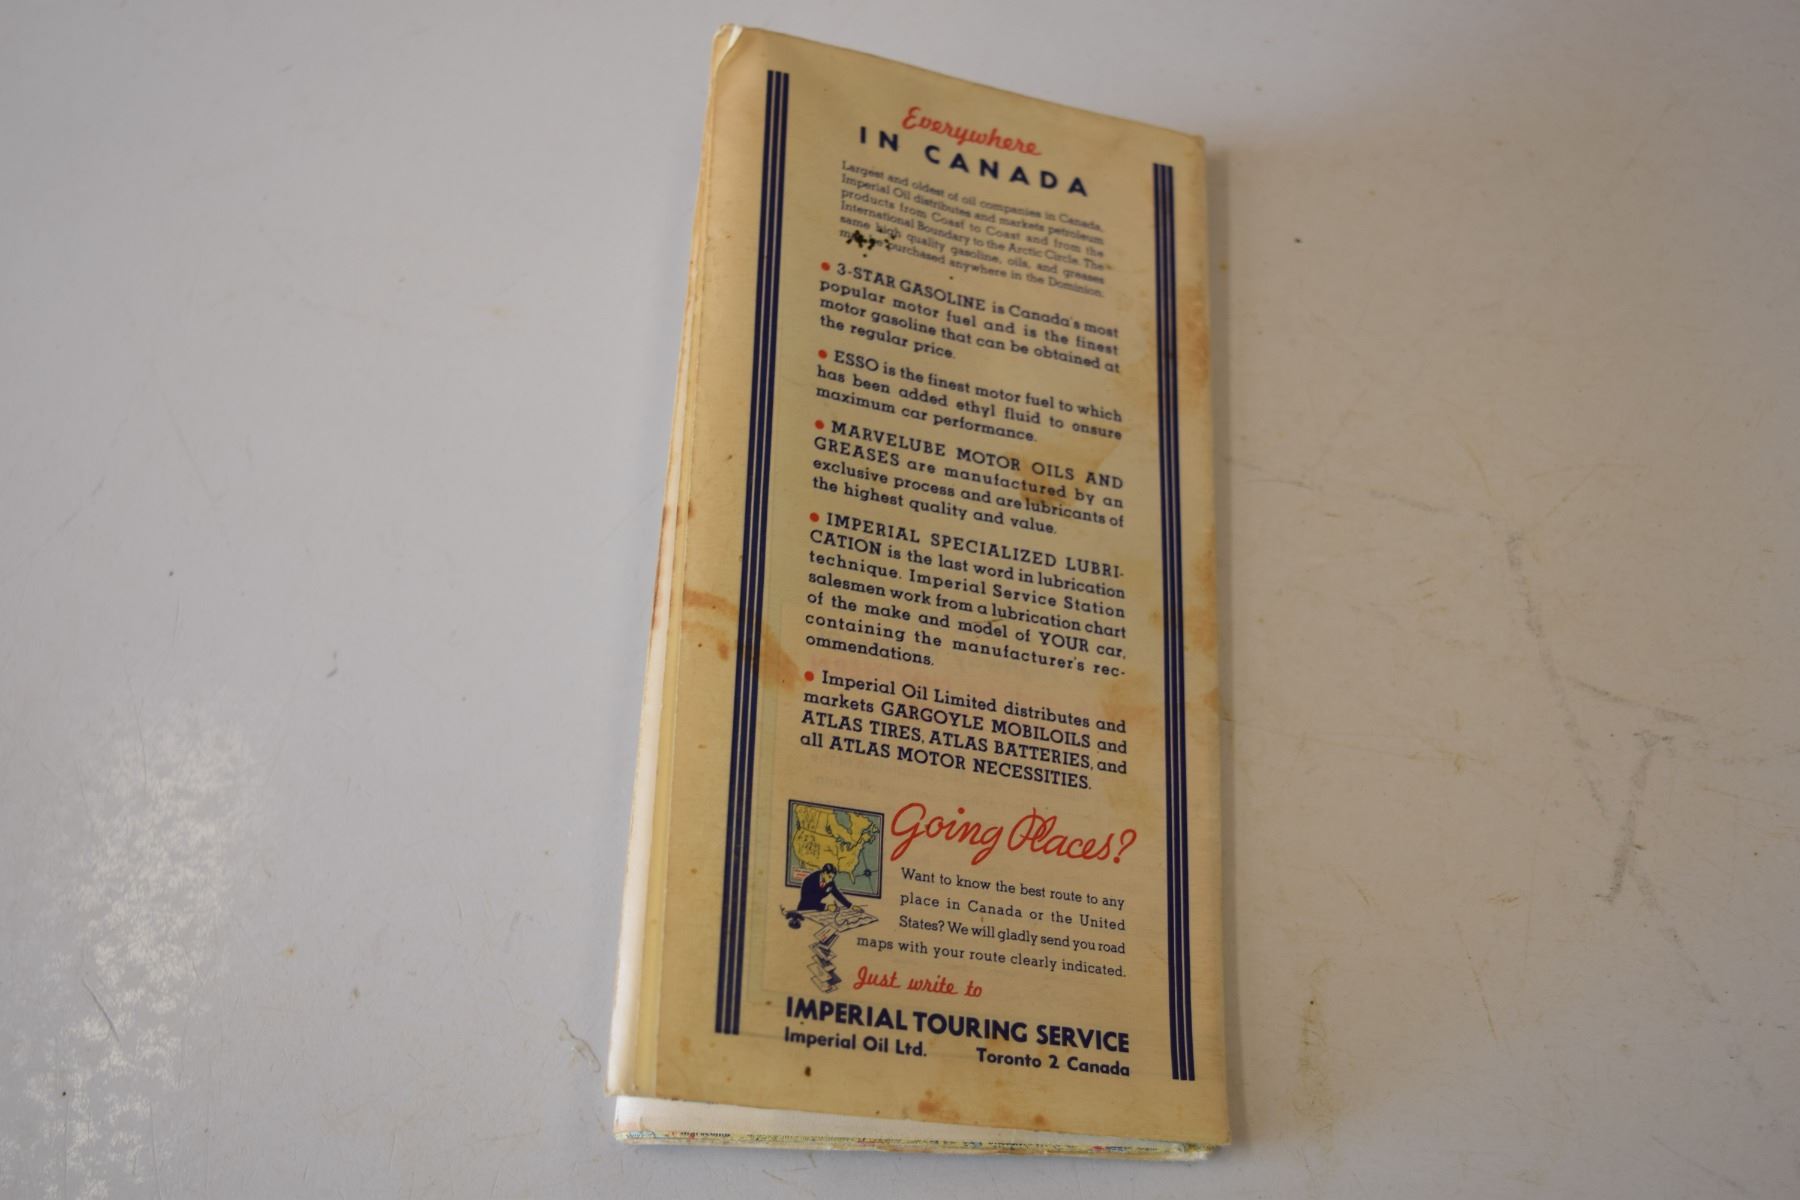 Everywhere
IN CANADA
Largest and oldest of oil companies in Canada,
Imperial Oil distributes and markets petroleum
products from Coast to Coast and from the
International Boundary to the Arctic Circle. The
same high quality gasoline, oils, and greases
may be purchased anywhere in the Dominion.
• 3-STAR GASOLINE is Canada's most
popular motor fuel and is the finest
motor gasoline that can be obtained at
the regular price.
• ESSO is the finest motor fuel to which
has been added ethyl fluid to onsure
maximum car performance.
• MARVELUBE MOTOR OILS AND
GREASES are manufactured by an
exclusive process and are lubricants of
the highest quality and value.
• IMPERIAL SPECIALIZED LUBRI-
CATION is the last word in lubrication
technique. Imperial Service Station
salesmen work from a lubrication chart
of the make and model of YOUR car,
containing the manufacturer's rec-
ommendations.
• Imperial Oil Limited distributes and
markets GARGOYLE MOBILOILS and
ATLAS TIRES, ATLAS BATTERIES, and
all ATLAS MOTOR NECESSITIES.
Going Places?
Want to know the best route to any
place in Canada or the United
States? We will gladly send you road
maps with your route clearly indicated.
Just write to
IMPERIAL TOURING SERVICE
Imperial Oil Ltd. Toronto 2 Canada